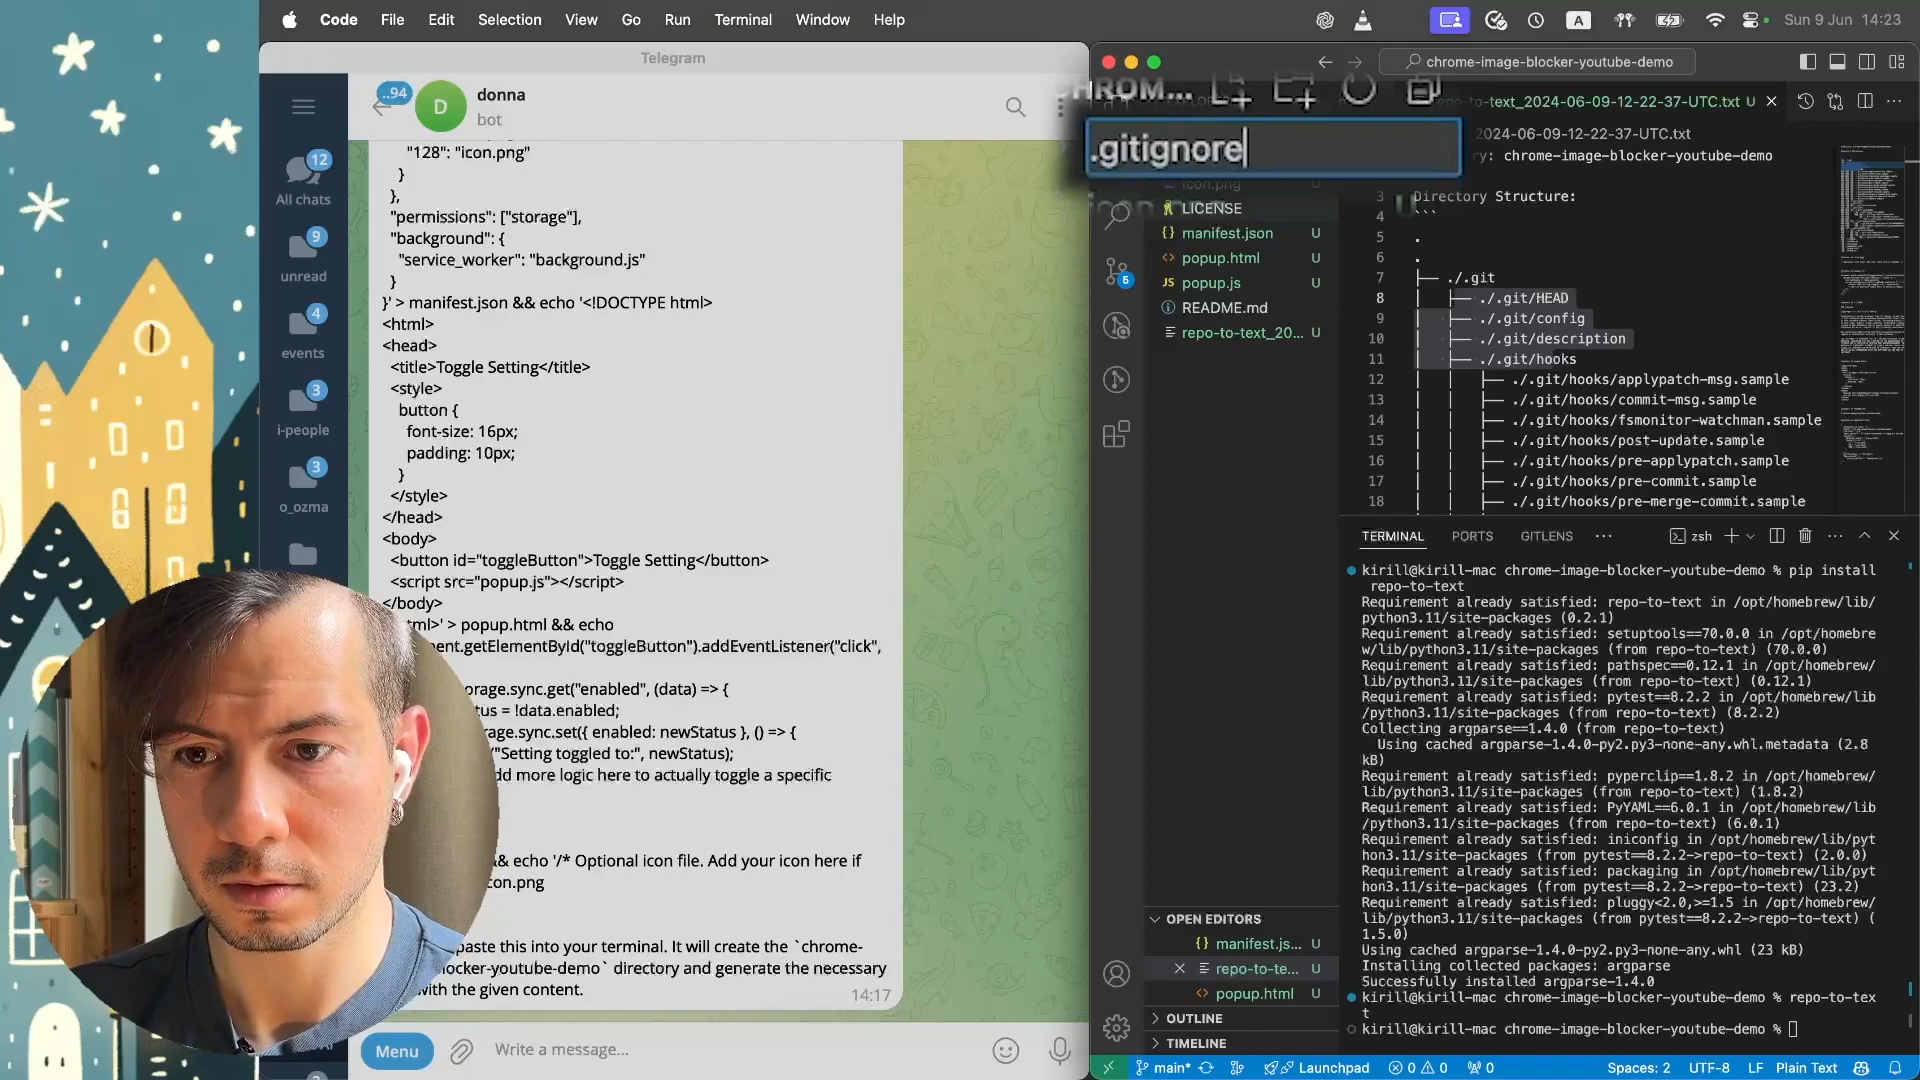 Code File Edit Selection View Go Run Terminal Window Help
A
Sun 9 Jun 14:23
Telegram
..94
D
donna
bot
12
All chats
9
unread
4
events
3
i-people
3
o_ozma
"128": "icon.png"
}
},
"permissions": ["storage"],
"background": {
"service_worker": "background.js"
}
}' > manifest.json && echo '<!DOCTYPE html>
<html>
<head>
<title>Toggle Setting</title>
<style>
button {
font-size: 16px;
padding: 10px;
}
</style>
</head>
<body>
<button id="toggleButton">Toggle Setting</button>
<script src="popup.js"></script>
</body>
tml>' > popup.html && echo
ent.getElementById("toggleButton").addEventListener("click",
orage.sync.get("enabled", (data) => {
tus = !data.enabled;
orage.sync.set({ enabled: newStatus }, () => {
("Setting toggled to:", newStatus);
dd more logic here to actually toggle a specific
&& echo '/* Optional icon file. Add your icon here if
con.png
paste this into your terminal. It will create the `chrome-
locker-youtube-demo` directory and generate the necessary
with the given content.
14:17
Menu
Write a message...
chrome-image-blocker-youtube-demo
CHROM...
.gitignore
icon.png
U
LICENSE
manifest.json U
popup.html U
JS popup.js U
README.md
repo-to-text_20... U
5
OPEN EDITORS
manifest.js... U
repo-to-te... U
popup.html U
OUTLINE
TIMELINE
to-text_2024-06-09-12-22-37-UTC.txt U
2024-06-09-12-22-37-UTC.txt
ry: chrome-image-blocker-youtube-demo
3 Directory Structure:
4 ```
5 .
6 .
7 ├── ./.git
8 │   ├── ./.git/HEAD
9 │   ├── ./.git/config
10 │   ├── ./.git/description
11 │   ├── ./.git/hooks
12 │   │   ├── ./.git/hooks/applypatch-msg.sample
13 │   │   ├── ./.git/hooks/commit-msg.sample
14 │   │   ├── ./.git/hooks/fsmonitor-watchman.sample
15 │   │   ├── ./.git/hooks/post-update.sample
16 │   │   ├── ./.git/hooks/pre-applypatch.sample
17 │   │   ├── ./.git/hooks/pre-commit.sample
18 │   │   ├── ./.git/hooks/pre-merge-commit.sample
TERMINAL PORTS GITLENS ··· zsh
kirill@kirill-mac chrome-image-blocker-youtube-demo % pip install
repo-to-text
Requirement already satisfied: repo-to-text in /opt/homebrew/lib/
python3.11/site-packages (0.2.1)
Requirement already satisfied: setuptools==70.0.0 in /opt/homebre
w/lib/python3.11/site-packages (from repo-to-text) (70.0.0)
Requirement already satisfied: pathspec==0.12.1 in /opt/homebrew/
lib/python3.11/site-packages (from repo-to-text) (0.12.1)
Requirement already satisfied: pytest==8.2.2 in /opt/homebrew/lib
/python3.11/site-packages (from repo-to-text) (8.2.2)
Collecting argparse==1.4.0 (from repo-to-text)
Using cached argparse-1.4.0-py2.py3-none-any.whl.metadata (2.8
kB)
Requirement already satisfied: pyperclip==1.8.2 in /opt/homebrew/
lib/python3.11/site-packages (from repo-to-text) (1.8.2)
Requirement already satisfied: PyYAML==6.0.1 in /opt/homebrew/lib
/python3.11/site-packages (from repo-to-text) (6.0.1)
Requirement already satisfied: iniconfig in /opt/homebrew/lib/pyt
hon3.11/site-packages (from pytest==8.2.2->repo-to-text) (2.0.0)
Requirement already satisfied: packaging in /opt/homebrew/lib/pyt
hon3.11/site-packages (from pytest==8.2.2->repo-to-text) (23.2)
Requirement already satisfied: pluggy<2.0,>=1.5 in /opt/homebrew/
lib/python3.11/site-packages (from pytest==8.2.2->repo-to-text) (
1.5.0)
Using cached argparse-1.4.0-py2.py3-none-any.whl (23 kB)
Installing collected packages: argparse
Successfully installed argparse-1.4.0
kirill@kirill-mac chrome-image-blocker-youtube-demo % repo-to-tex
t
kirill@kirill-mac chrome-image-blocker-youtube-demo %
main* Launchpad 0 0 0 Spaces: 2 UTF-8 LF Plain Text